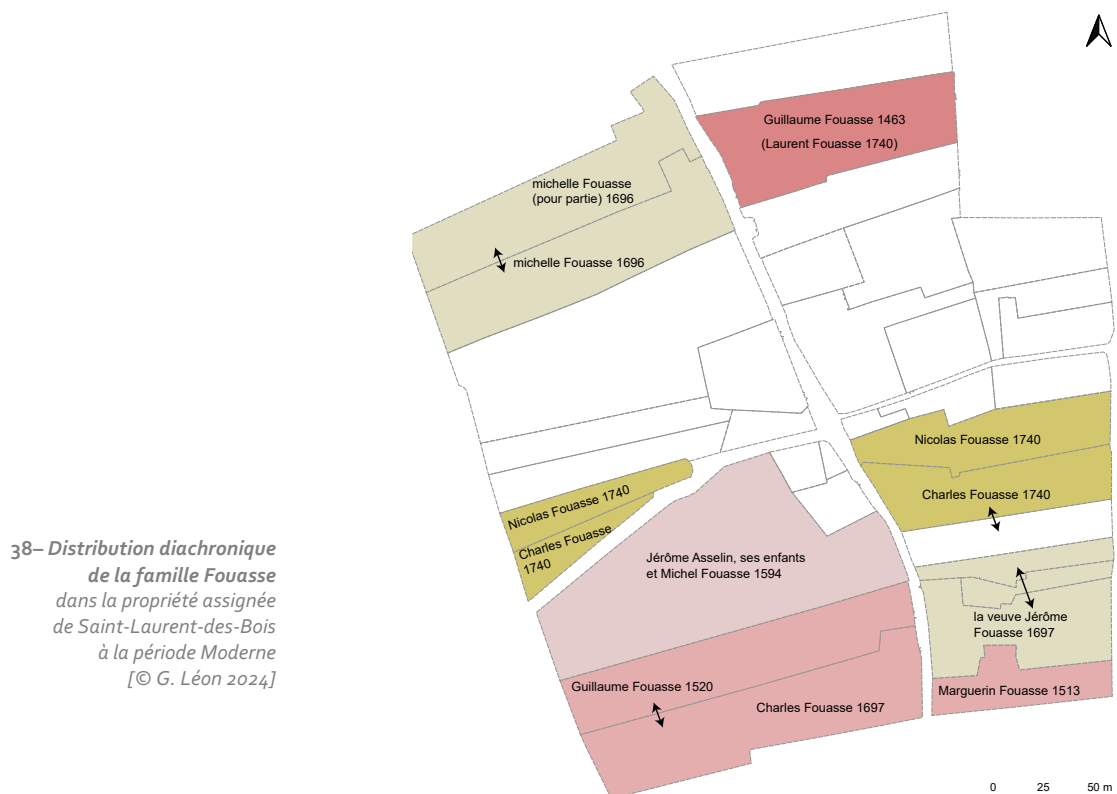 Guillaume Fouasse 1463
(Laurent Fouasse 1740)
michelle Fouasse
(pour partie) 1696
michelle Fouasse 1696
Nicolas Fouasse 1740
Charles Fouasse 1740
Nicolas Fouasse 1740
Charles Fouasse
1740
Jérôme Asselin, ses enfants
et Michel Fouasse 1594
la veuve Jérôme
Fouasse 1697
Guillaume Fouasse 1520
Charles Fouasse 1697
Marguerin Fouasse 1513
38– Distribution diachronique
de la famille Fouasse
dans la propriété assignée
de Saint-Laurent-des-Bois
à la période Moderne
[© G. Léon 2024]
0 25 50 m